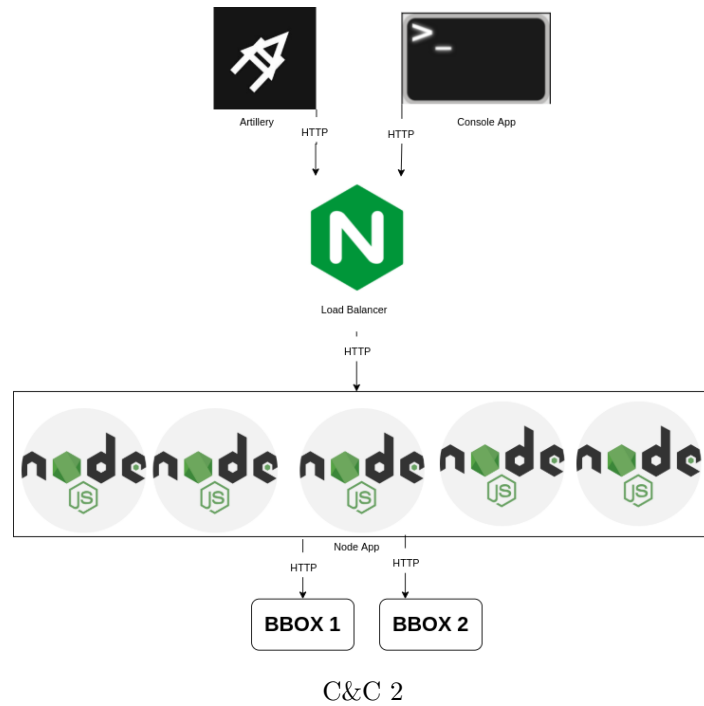 >_
Artillery
Console App
HTTP
HTTP
N
Load Balancer
HTTP
node
JS
node
JS
node
JS
node
JS
node
JS
Node App
HTTP
HTTP
BBOX 1
BBOX 2
C&C 2